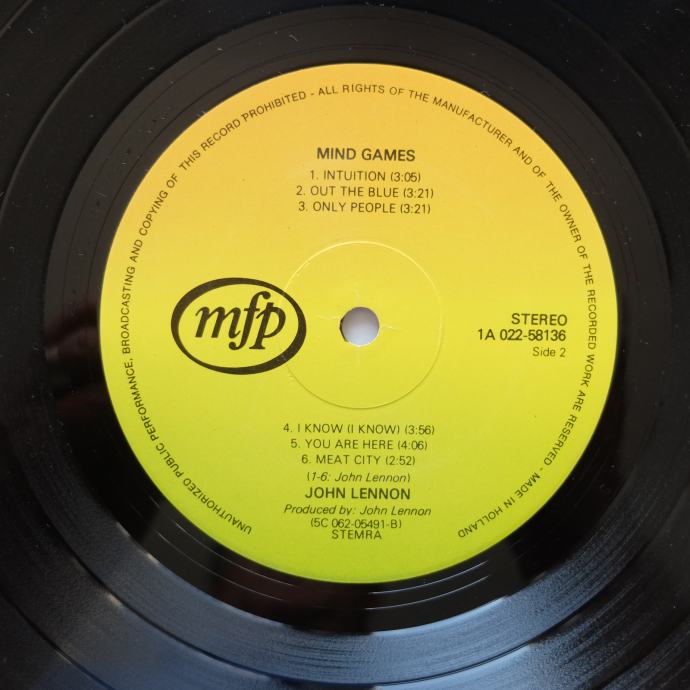 UNAUTHORIZED PUBLIC PERFORMANCE, BROADCASTING AND COPYING OF THIS RECORD PROHIBITED - ALL RIGHTS OF THE MANUFACTURER AND OF THE OWNER OF THE RECORDED WORK ARE RESERVED - MADE IN HOLLAND
MIND GAMES
1. INTUITION (3:05)
2. OUT THE BLUE (3:21)
3. ONLY PEOPLE (3:21)
mfp
STEREO
1A 022-58136
Side 2
4. I KNOW (I KNOW) (3:56)
5. YOU ARE HERE (4:06)
6. MEAT CITY (2:52)
(1-6: John Lennon)
JOHN LENNON
Produced by: John Lennon
(5C 062-05491-B)
STEMRA